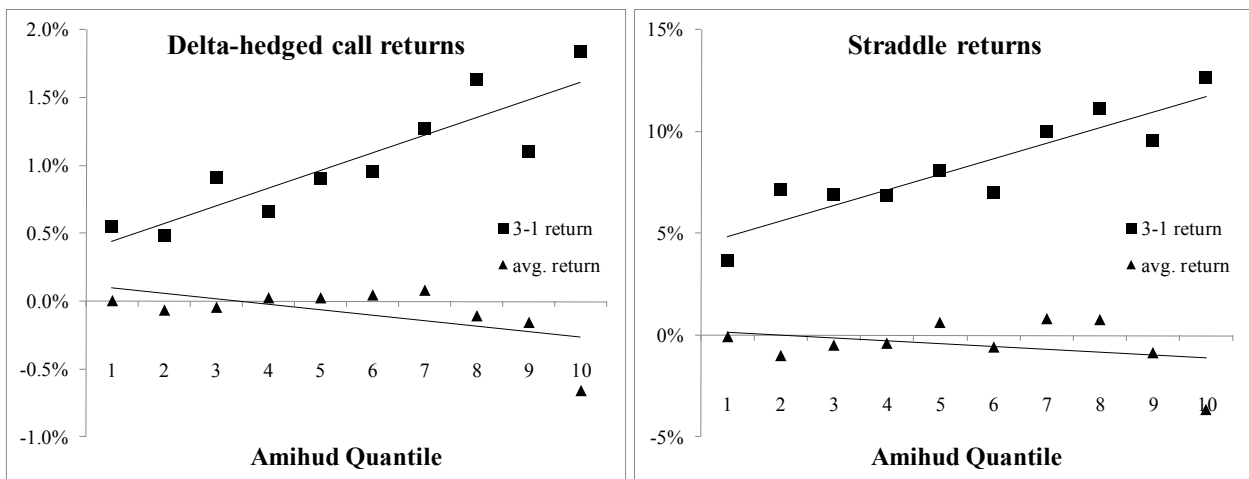 Delta-hedged call returns
2.0%
1.5%
1.0%
0.5%
0.0%
-0.5%
-1.0%
3-1 return
avg. return
1 2 3 4 5 6 7 8 9 10
Amihud Quantile
Straddle returns
15%
10%
5%
0%
-5%
3-1 return
avg. return
1 2 3 4 5 6 7 8 9 10
Amihud Quantile